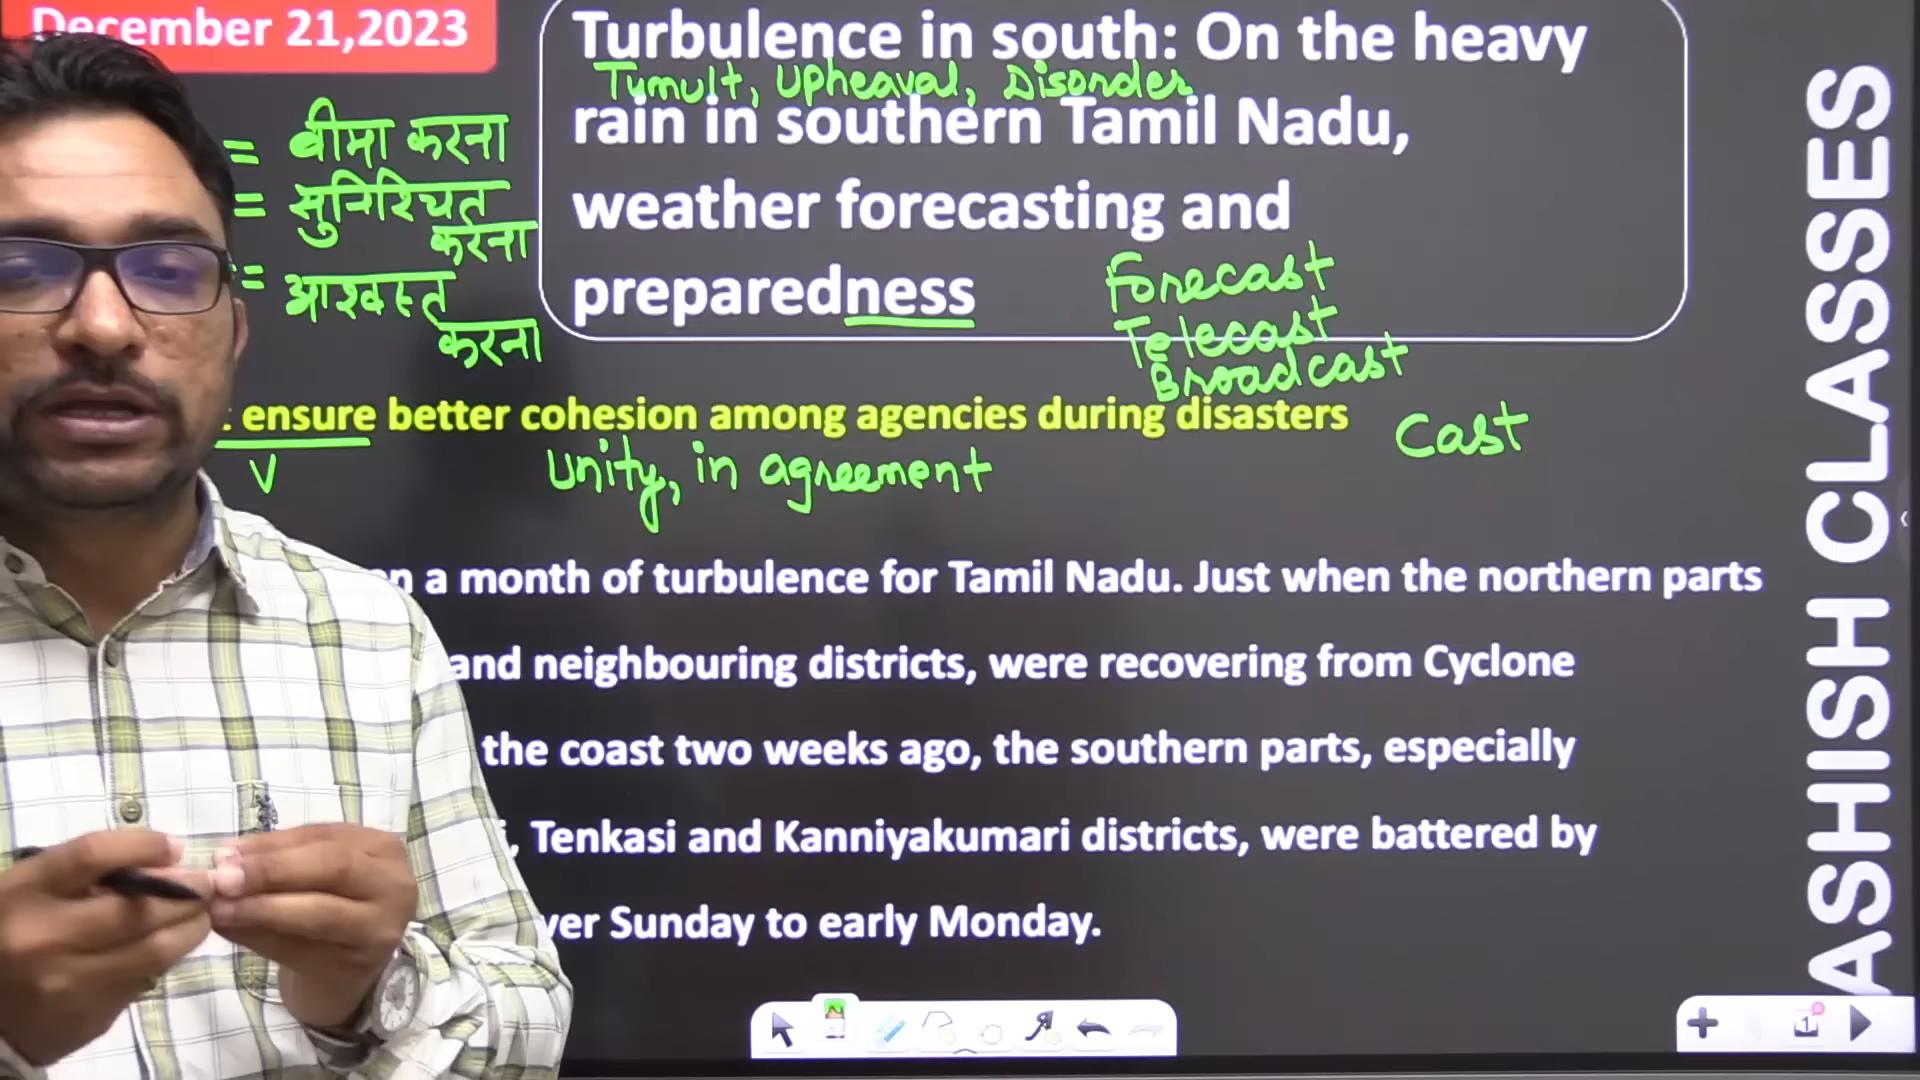 December 21,2023
Turbulence in south: On the heavy
Tumult, Upheaval, Disorder
rain in southern Tamil Nadu,
weather forecasting and
preparedness
= बीमा करना
= सुनिश्चित
करना
= आश्वस्त
करना
Forecast
Telecast
Broadcast
Cast
ensure better cohesion among agencies during disasters
V
Unity, in agreement
a month of turbulence for Tamil Nadu. Just when the northern parts
and neighbouring districts, were recovering from Cyclone
the coast two weeks ago, the southern parts, especially
, Tenkasi and Kanniyakumari districts, were battered by
Sunday to early Monday.
ASHISH CLASSES
1